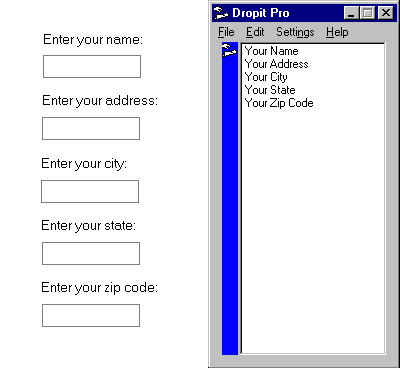 Enter your name:
Enter your address:
Enter your city:
Enter your state:
Enter your zip code:
Dropit Pro
File Edit Settings Help
Your Name
Your Address
Your City
Your State
Your Zip Code